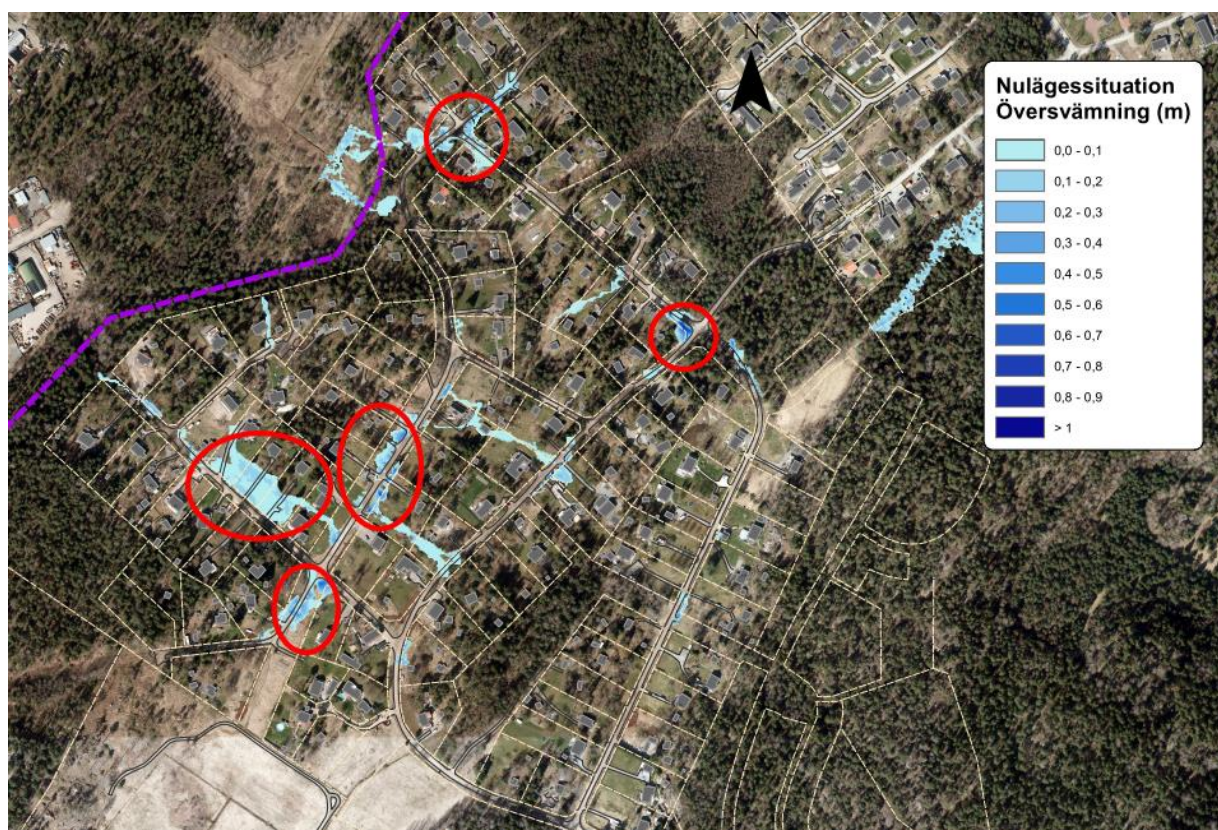 N
Nulägessituation
Översvämning (m)
0,0 - 0,1
0,1 - 0,2
0,2 - 0,3
0,3 - 0,4
0,4 - 0,5
0,5 - 0,6
0,6 - 0,7
0,7 - 0,8
0,8 - 0,9
> 1